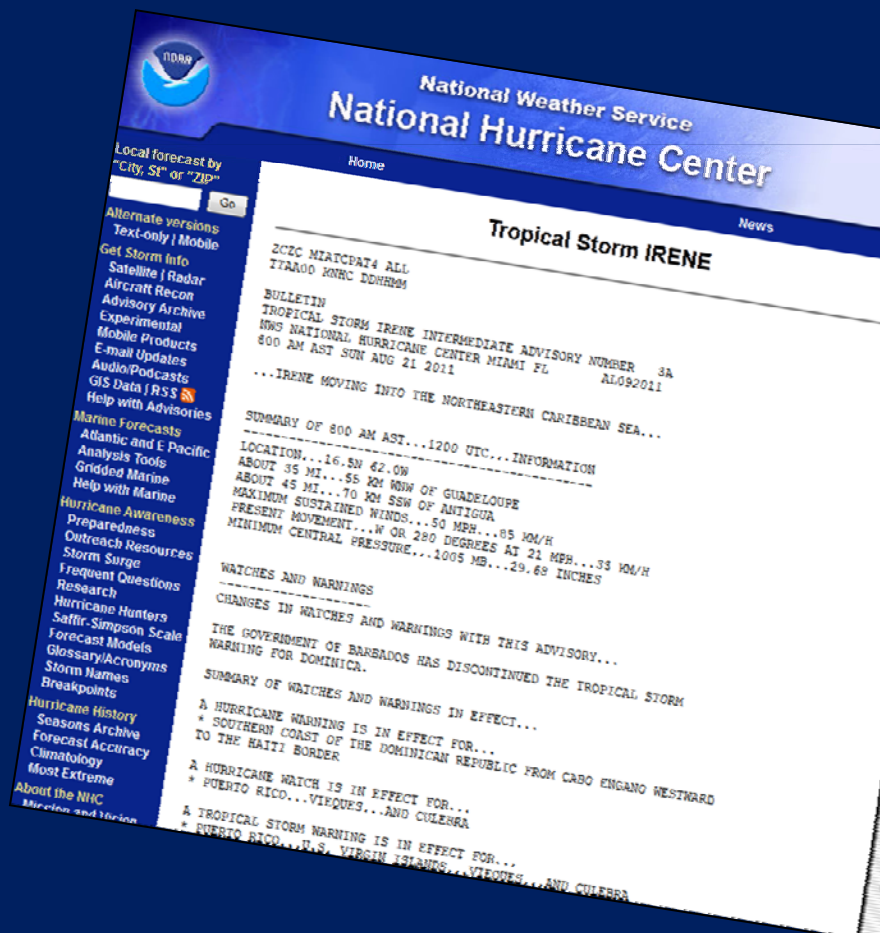 NOAA
National Weather Service
National Hurricane Center
Local forecast by
"City, St" or "ZIP"
Go
Alternate versions
Text-only | Mobile
Get Storm Info
Satellite | Radar
Aircraft Recon
Advisory Archive
Experimental
Mobile Products
E-mail Updates
Audio/Podcasts
GIS Data | RSS
Help with Advisories
Marine Forecasts
Atlantic and E Pacific
Analysis Tools
Gridded Marine
Help with Marine
Hurricane Awareness
Preparedness
Outreach Resources
Storm Surge
Frequent Questions
Research
Hurricane Hunters
Saffir-Simpson Scale
Forecast Models
Glossary/Acronyms
Storm Names
Breakpoints
Hurricane History
Seasons Archive
Forecast Accuracy
Climatology
Most Extreme
About the NHC
Mission and Vision
Home
News
Tropical Storm IRENE
ZCZC MIATCPAT4 ALL
TTAA00 KNHC DDHHMM
BULLETIN
TROPICAL STORM IRENE INTERMEDIATE ADVISORY NUMBER 3A
NWS NATIONAL HURRICANE CENTER MIAMI FL AL092011
800 AM AST SUN AUG 21 2011
...IRENE MOVING INTO THE NORTHEASTERN CARIBBEAN SEA...
SUMMARY OF 800 AM AST...1200 UTC...INFORMATION
----------------------------------------------
LOCATION...16.5N 62.0W
ABOUT 35 MI...55 KM WNW OF GUADELOUPE
ABOUT 45 MI...70 KM SSW OF ANTIGUA
MAXIMUM SUSTAINED WINDS...50 MPH...85 KM/H
PRESENT MOVEMENT...W OR 280 DEGREES AT 21 MPH...33 KM/H
MINIMUM CENTRAL PRESSURE...1005 MB...29.68 INCHES
WATCHES AND WARNINGS
--------------------
CHANGES IN WATCHES AND WARNINGS WITH THIS ADVISORY...
THE GOVERNMENT OF BARBADOS HAS DISCONTINUED THE TROPICAL STORM
WARNING FOR DOMINICA.
SUMMARY OF WATCHES AND WARNINGS IN EFFECT...
A HURRICANE WARNING IS IN EFFECT FOR...
* SOUTHERN COAST OF THE DOMINICAN REPUBLIC FROM CABO ENGANO WESTWARD
TO THE HAITI BORDER
A HURRICANE WATCH IS IN EFFECT FOR...
* PUERTO RICO...VIEQUES...AND CULEBRA
A TROPICAL STORM WARNING IS IN EFFECT FOR...
* PUERTO RICO...U.S. VIRGIN ISLANDS...VIEQUES...AND CULEBRA